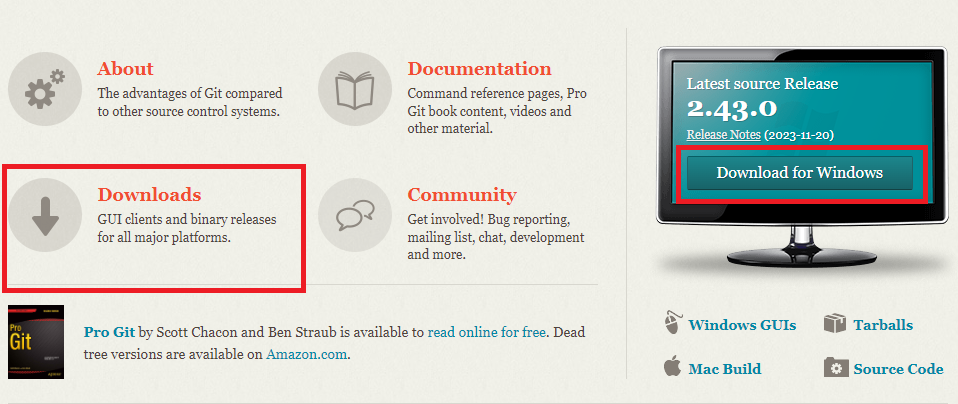 About
The advantages of Git compared
to other source control systems.
Documentation
Command reference pages, Pro
Git book content, videos and
other material.
Downloads
GUI clients and binary releases
for all major platforms.
Community
Get involved! Bug reporting,
mailing list, chat, development
and more.
Pro
Git
Pro Git by Scott Chacon and Ben Straub is available to read online for free. Dead
tree versions are available on Amazon.com.
Latest source Release
2.43.0
Release Notes (2023-11-20)
Download for Windows
Windows GUIs
Tarballs
Mac Build
Source Code